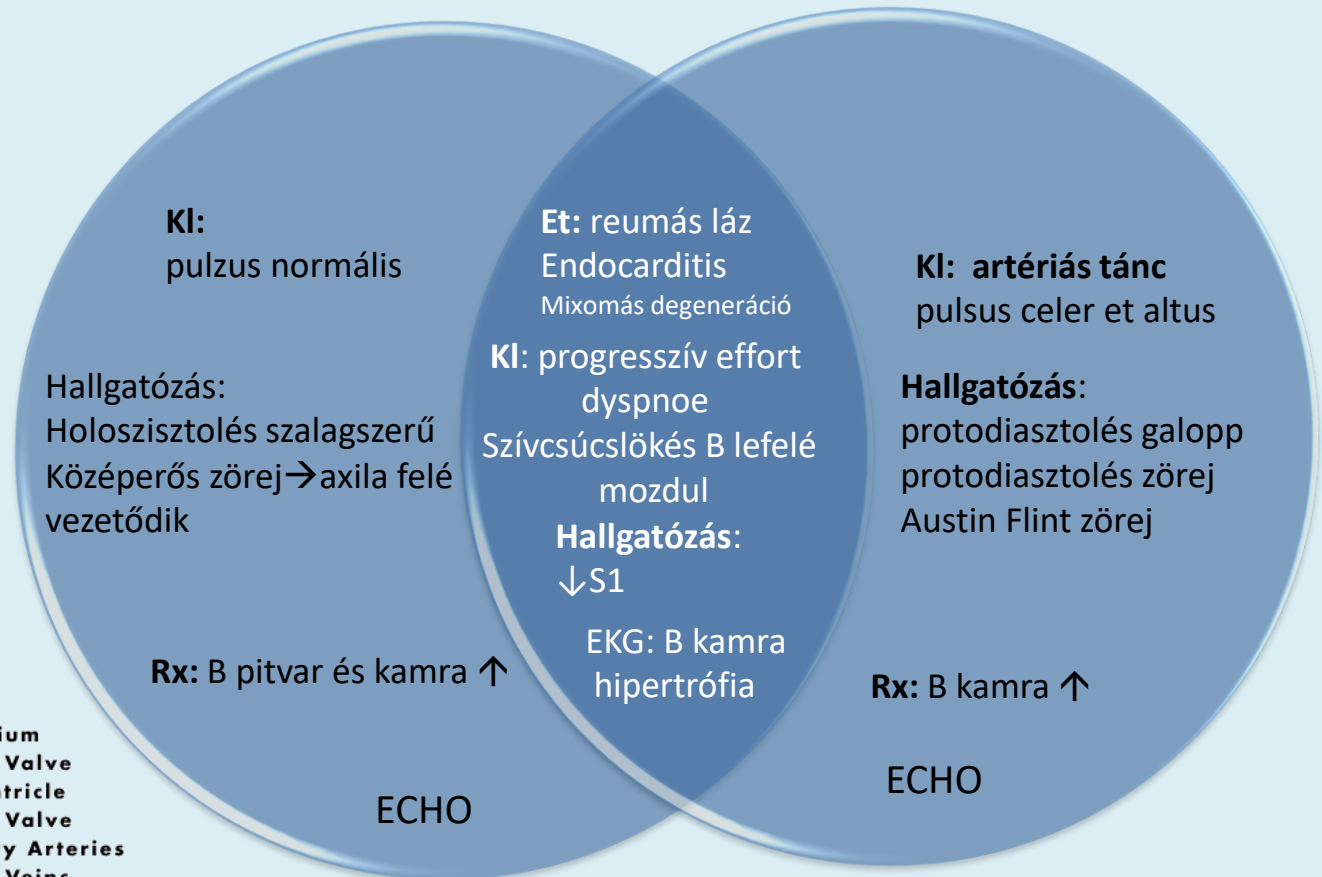 Kl:
pulzus normális
Hallgatózás:
Holoszisztolés szalagszerű
Középerős zörej→axila felé
vezetődik
Rx: B pitvar és kamra ↑
ECHO
Et: reumás láz
Endocarditis
Mixomás degeneráció
Kl: progresszív effort
dyspnoe
Szívcsúcslökés B lefelé
mozdul
Hallgatózás:
↓S1
EKG: B kamra
hipertrófia
Kl: artériás tánc
pulsus celer et altus
Hallgatózás:
protodiasztolés galopp
protodiasztolés zörej
Austin Flint zörej
Rx: B kamra ↑
ECHO
ium
Valve
tricle
Valve
y Arteries
Veins